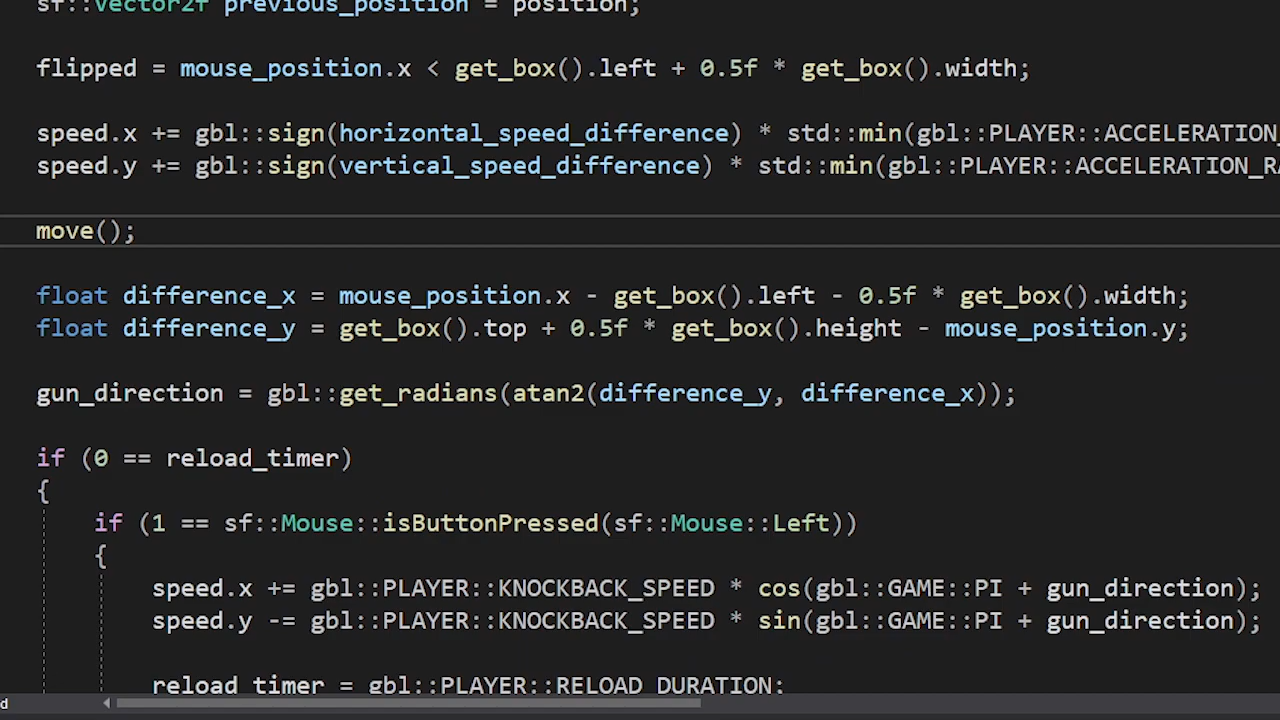 sf::Vector2f previous_position = position;
flipped = mouse_position.x < get_box().left + 0.5f * get_box().width;
speed.x += gbl::sign(horizontal_speed_difference) * std::min(gbl::PLAYER::ACCELERATION_
speed.y += gbl::sign(vertical_speed_difference) * std::min(gbl::PLAYER::ACCELERATION_RA
move();
float difference_x = mouse_position.x - get_box().left - 0.5f * get_box().width;
float difference_y = get_box().top + 0.5f * get_box().height - mouse_position.y;
gun_direction = gbl::get_radians(atan2(difference_y, difference_x));
if (0 == reload_timer)
{
if (1 == sf::Mouse::isButtonPressed(sf::Mouse::Left))
{
speed.x += gbl::PLAYER::KNOCKBACK_SPEED * cos(gbl::GAME::PI + gun_direction);
speed.y -= gbl::PLAYER::KNOCKBACK_SPEED * sin(gbl::GAME::PI + gun_direction);
reload_timer = gbl::PLAYER::RELOAD_DURATION;
d